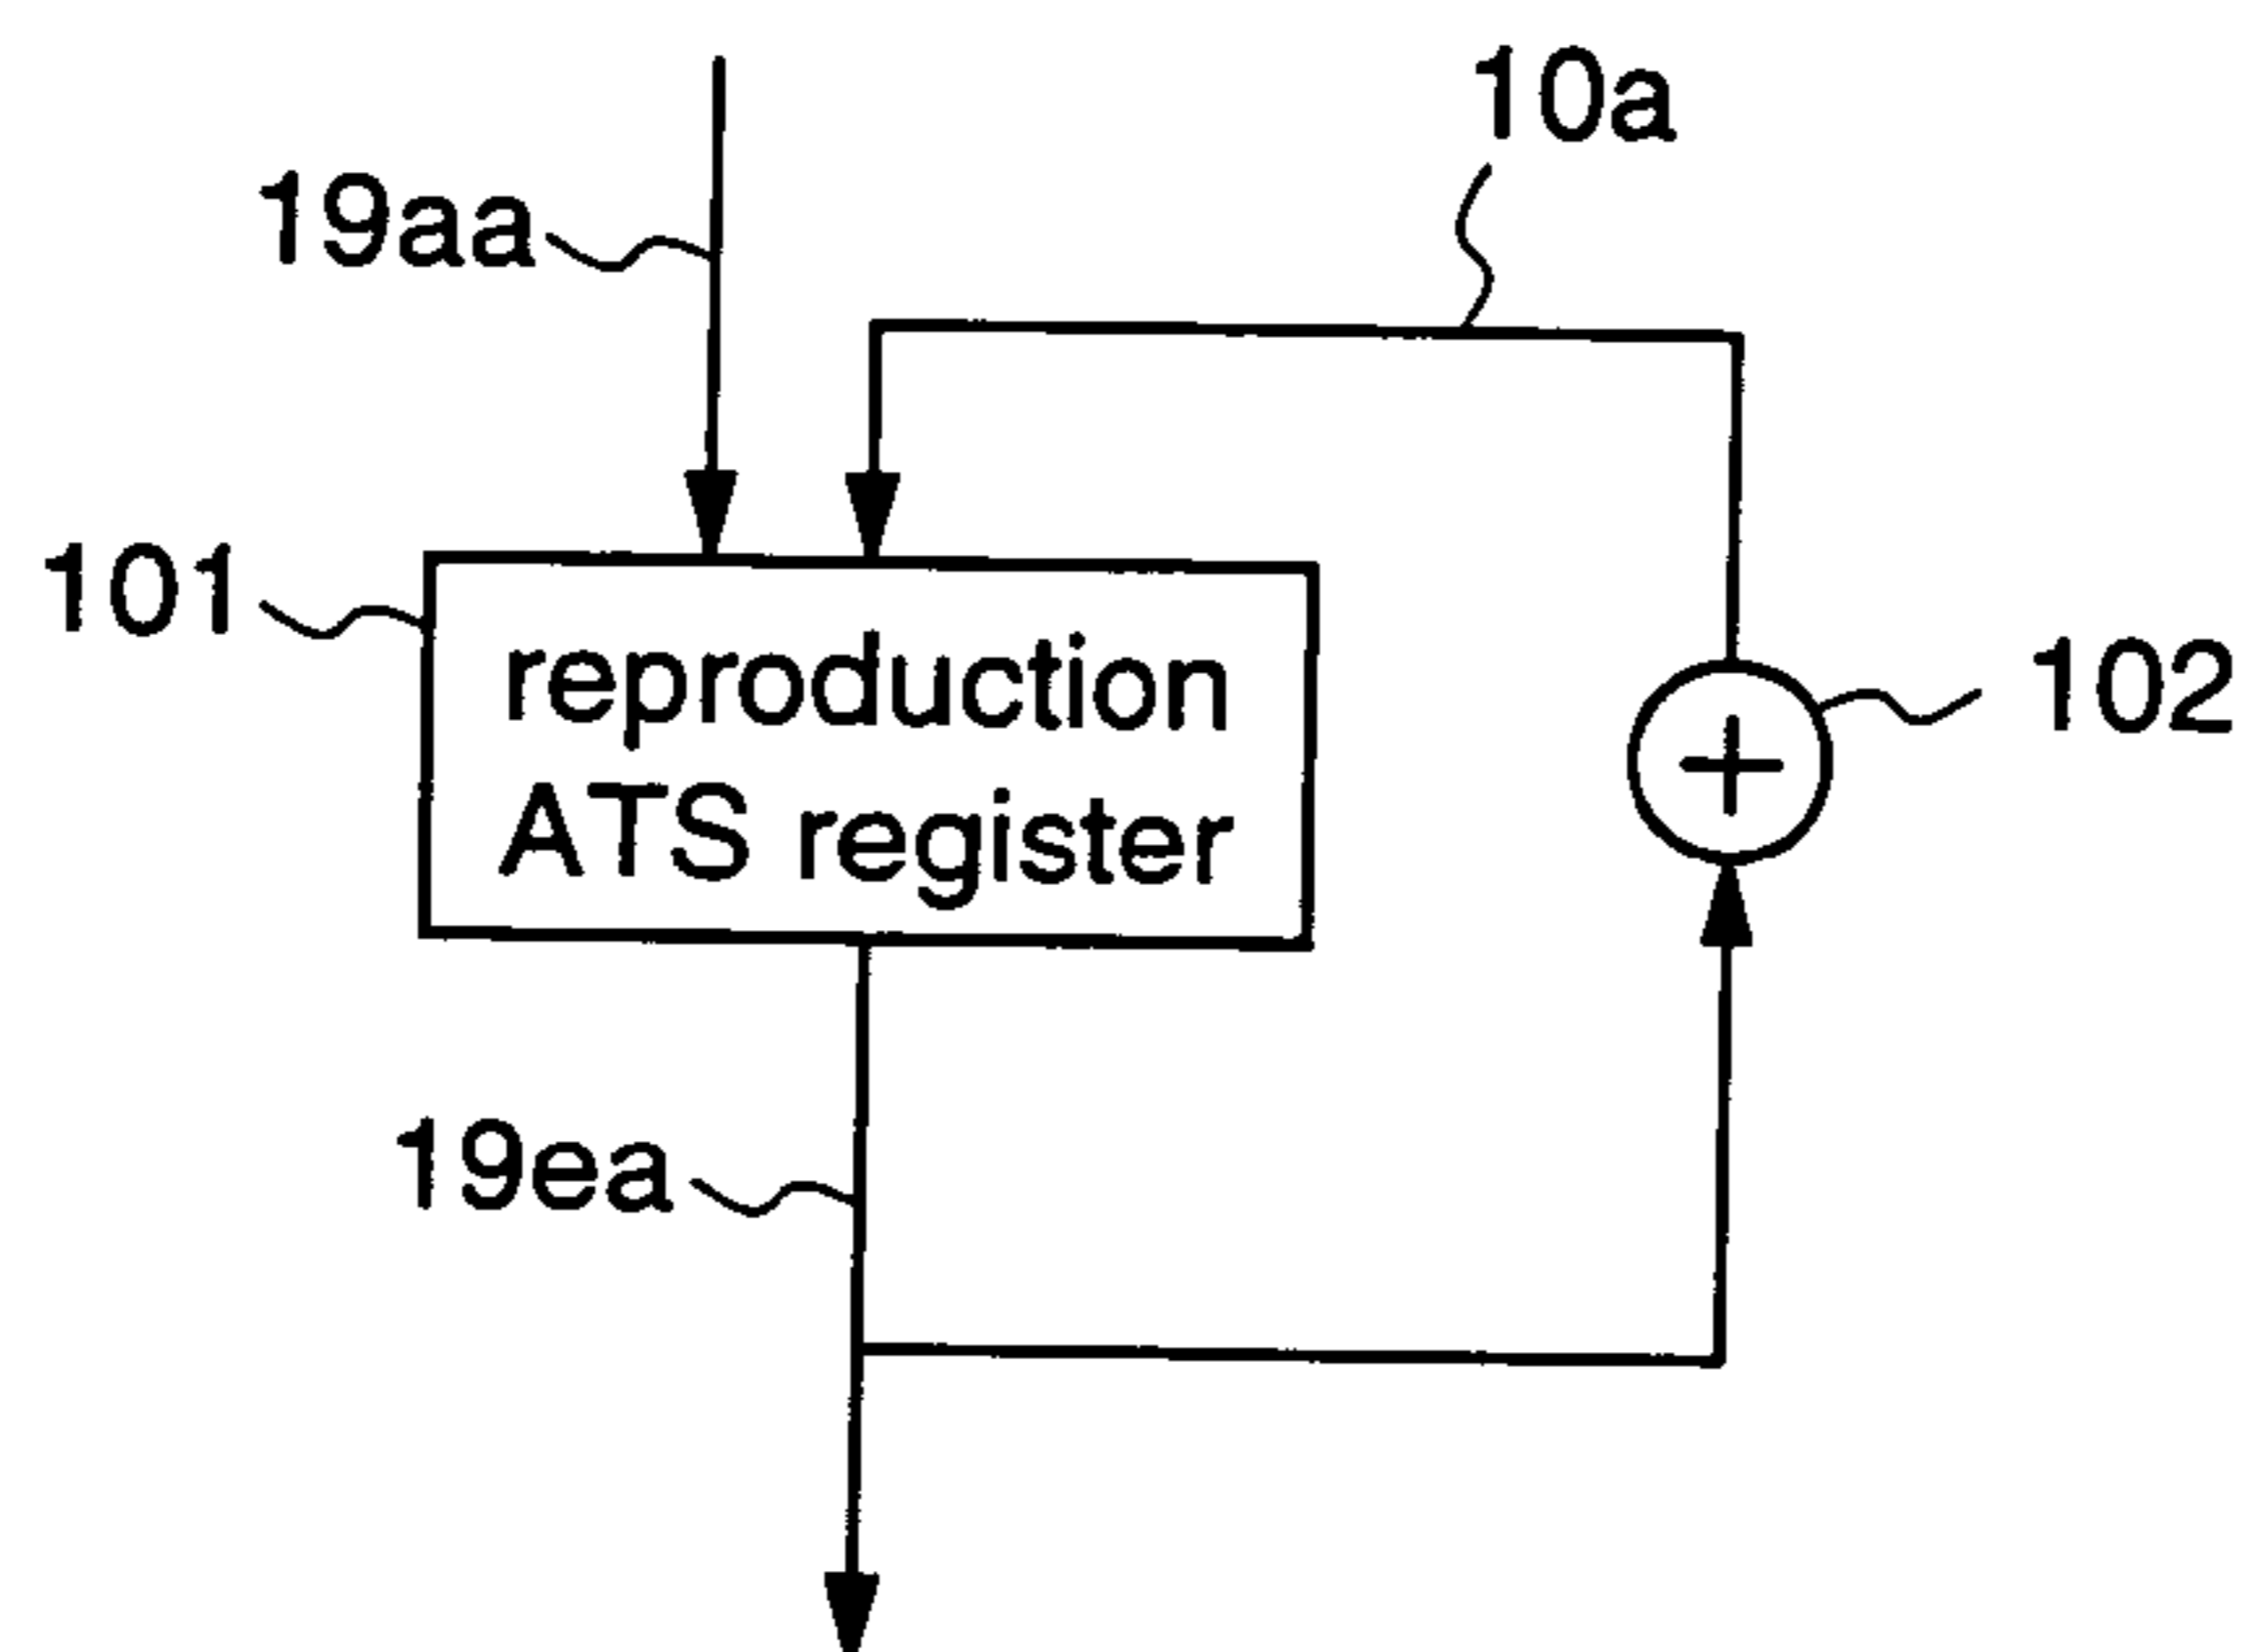 10a
19aa
101
reproduction
ATS register
102
+
19ea